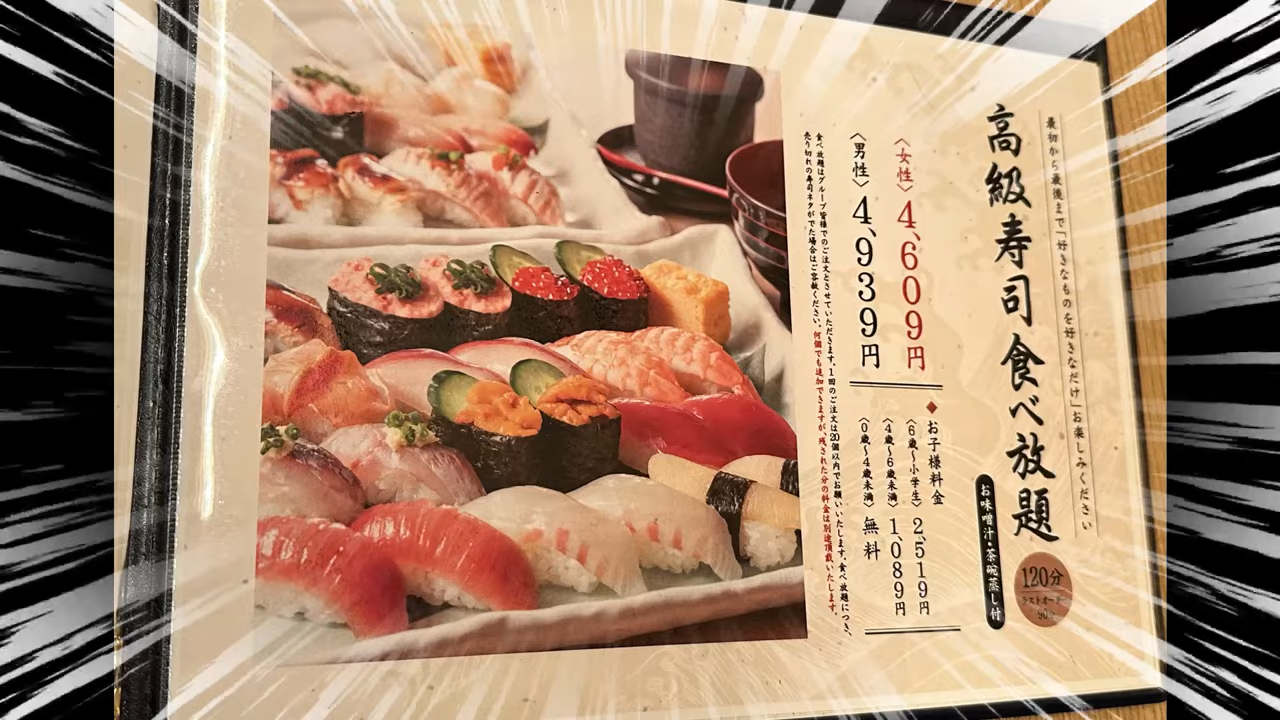 最初から最後まで「好きなものを好きなだけ」お楽しみください
高級寿司食べ放題
120分
ラストオーダー
90分
お味噌汁・茶碗蒸し付
〈女性〉4,609円
〈男性〉4,939円
◆お子様料金
〈6歳~小学生〉2,519円
〈4歳~6歳未満〉1,089円
〈0歳~4歳未満〉無料
食べ放題はグループ皆様でのご注文とさせていただきます。1回のご注文は20個以内でお願いいたします。食べ放題につき、
売り切れの寿司ネタがでた場合はご容赦ください。何個でも追加できますが、残された分の料金は別途頂戴いたします。